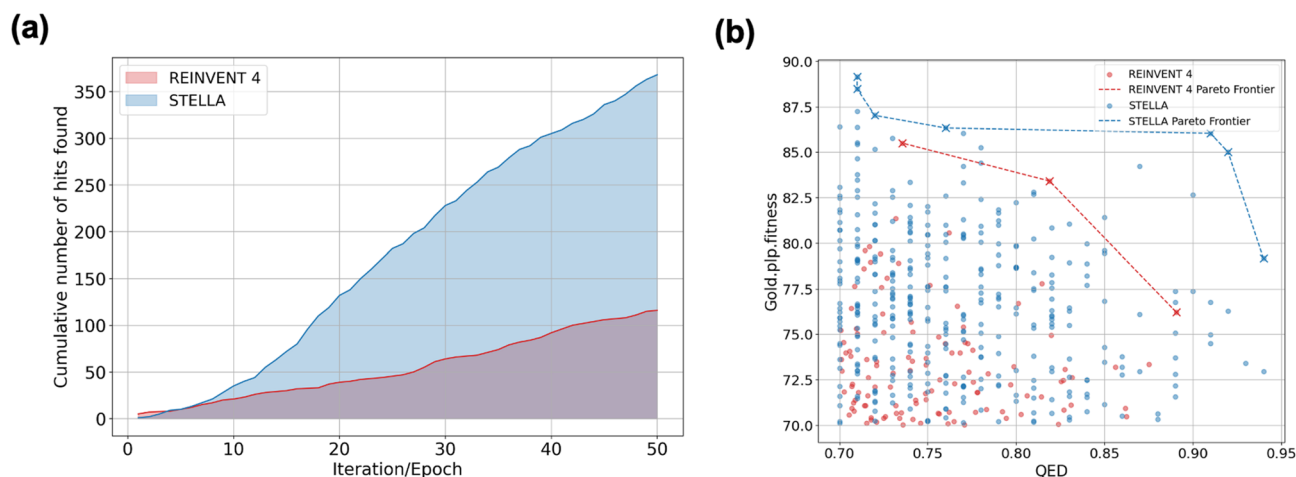 (a)
REINVENT 4
STELLA
Cumulative number of hits found
350
300
250
200
150
100
50
0
0 10 20 30 40 50
Iteration/Epoch
(b)
REINVENT 4
REINVENT 4 Pareto Frontier
STELLA
STELLA Pareto Frontier
Gold.plp.fitness
90.0
87.5
85.0
82.5
80.0
77.5
75.0
72.5
70.0
0.70 0.75 0.80 0.85 0.90 0.95
QED